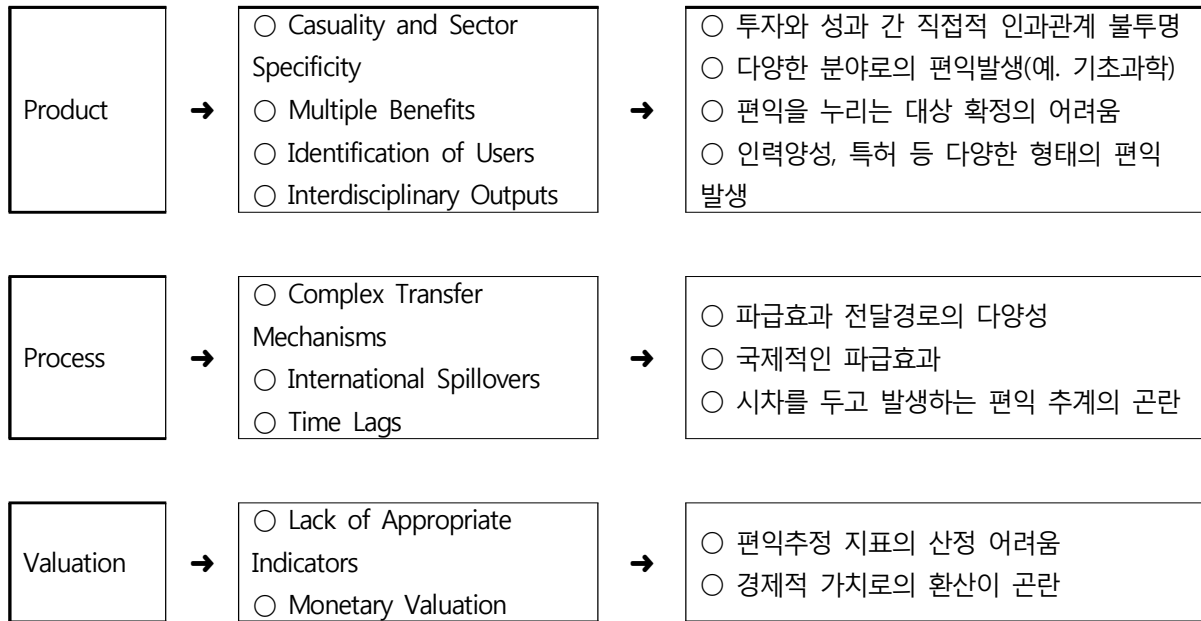 Product
➜
○ Casuality and Sector
Specificity
○ Multiple Benefits
○ Identification of Users
○ Interdisciplinary Outputs
➜
○ 투자와 성과 간 직접적 인과관계 불투명
○ 다양한 분야로의 편익발생(예. 기초과학)
○ 편익을 누리는 대상 확정의 어려움
○ 인력양성, 특허 등 다양한 형태의 편익
발생
Process
➜
○ Complex Transfer
Mechanisms
○ International Spillovers
○ Time Lags
➜
○ 파급효과 전달경로의 다양성
○ 국제적인 파급효과
○ 시차를 두고 발생하는 편익 추계의 곤란
Valuation
➜
○ Lack of Appropriate
Indicators
○ Monetary Valuation
➜
○ 편익추정 지표의 산정 어려움
○ 경제적 가치로의 환산이 곤란